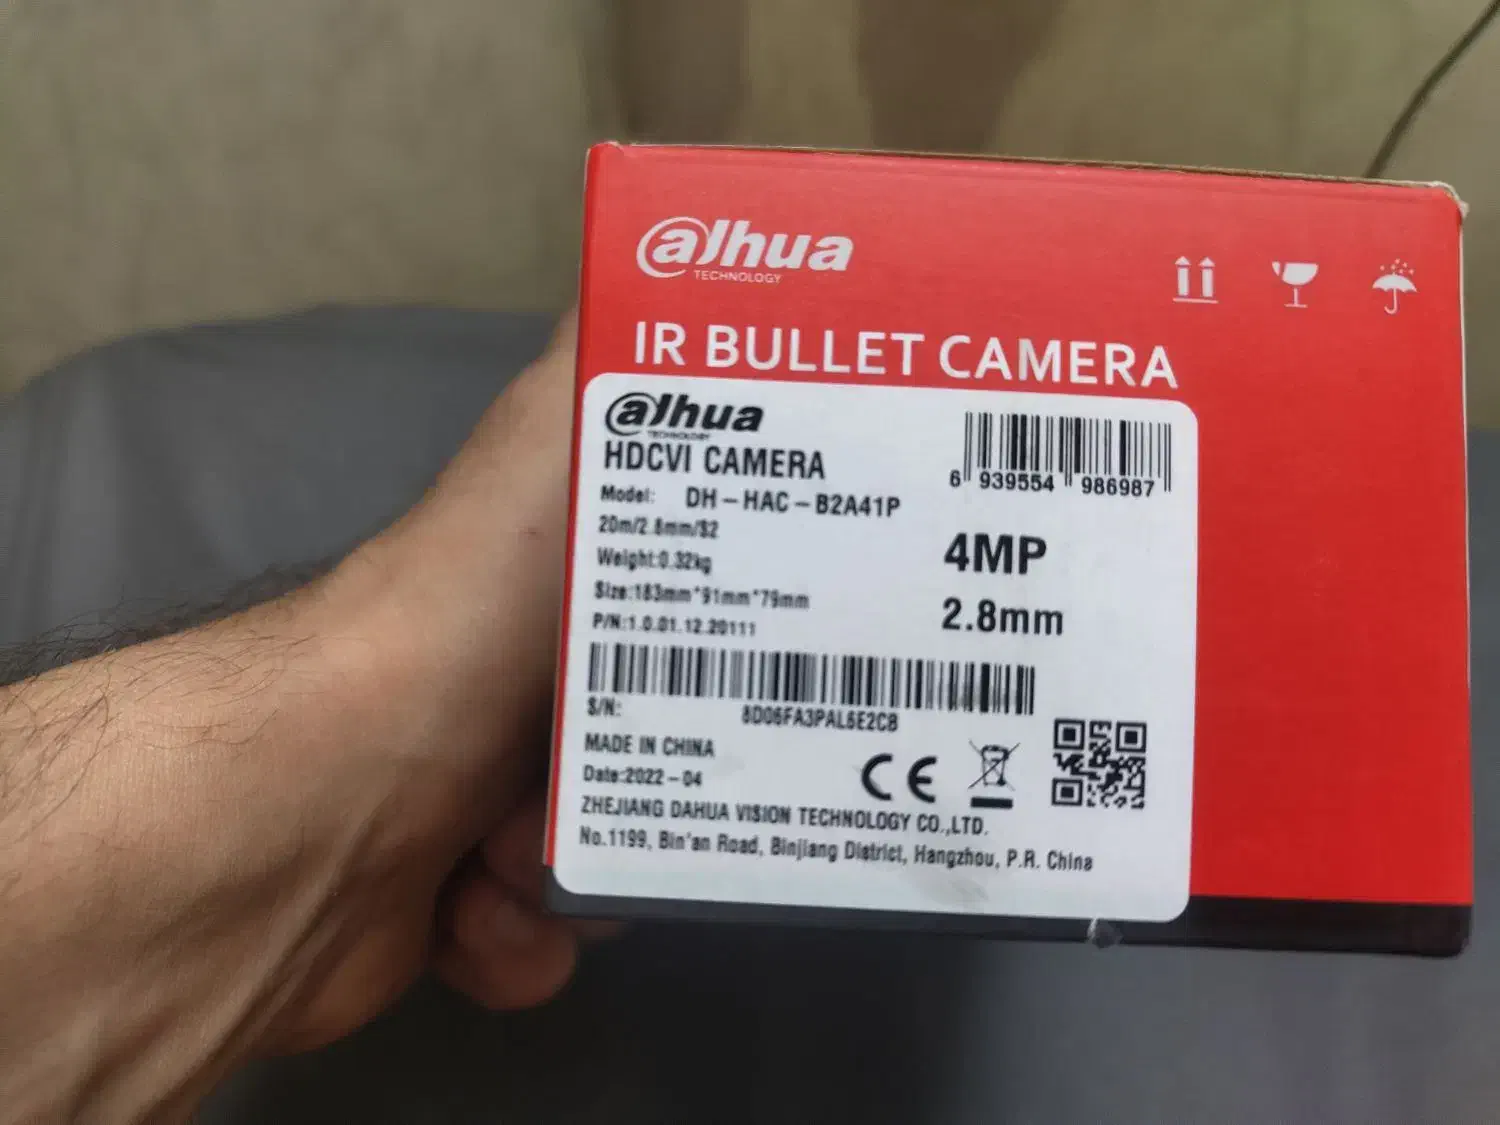 alhua
TECHNOLOGY
IR BULLET CAMERA
alhua
TECHNOLOGY
HDCVI CAMERA
6 939554 986987
Model: DH-HAC-B2A41P
20m/2.8mm/S2
4MP
Weight:0.32kg
Size:183mm*91mm*79mm
2.8mm
P/N:1.0.01.12.20111
S/N: 8D06FA3PAL5E2CB
MADE IN CHINA
Date:2022-04
CE
ZHEJIANG DAHUA VISION TECHNOLOGY CO.,LTD.
No.1199, Bin'an Road, Binjiang District, Hangzhou, P.R. China